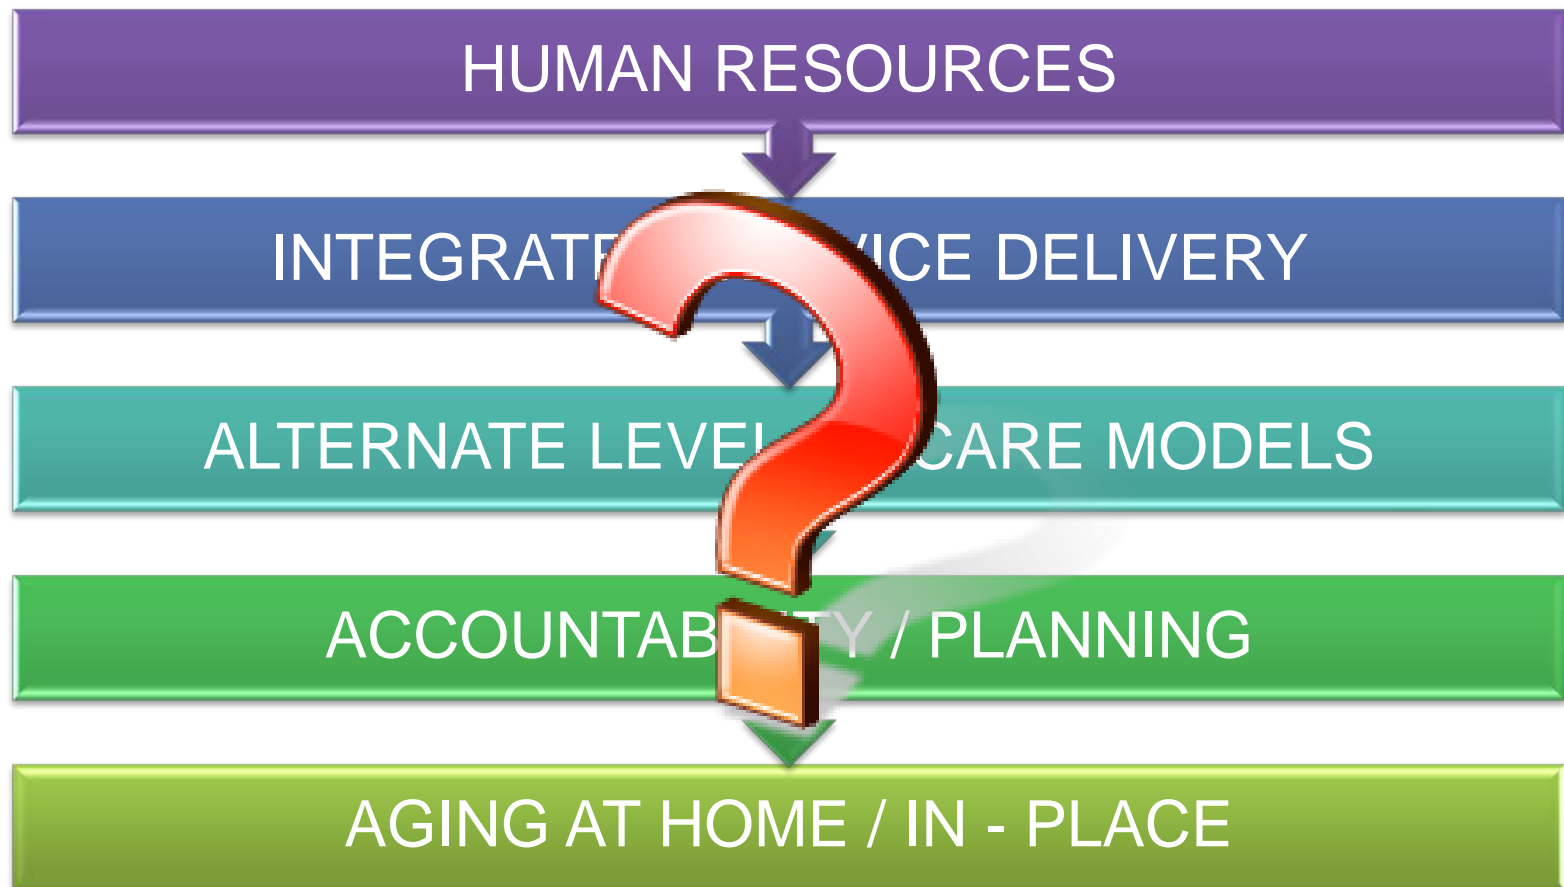 HUMAN RESOURCES
DELIVERY
ALTERNATE CARE MODELS
/ PLANNING
AGING AT HOME / IN - PLACE